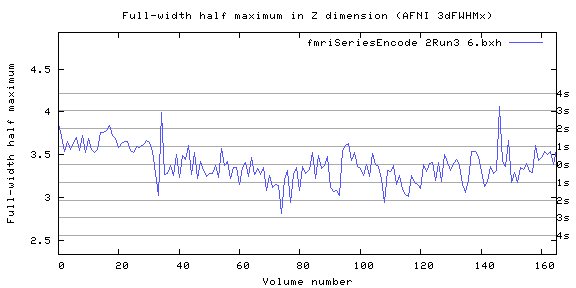 Full-width half maximum in Z dimension (AFNI 3dFWHMx)
fmriSeriesEncode 2Run3 6.bxh
Full-width half maximum
4.5
4
3.5
3
2.5
4s
3s
2s
1s
0s
1s
2s
3s
4s
0 20 40 60 80 100 120 140 160
Volume number